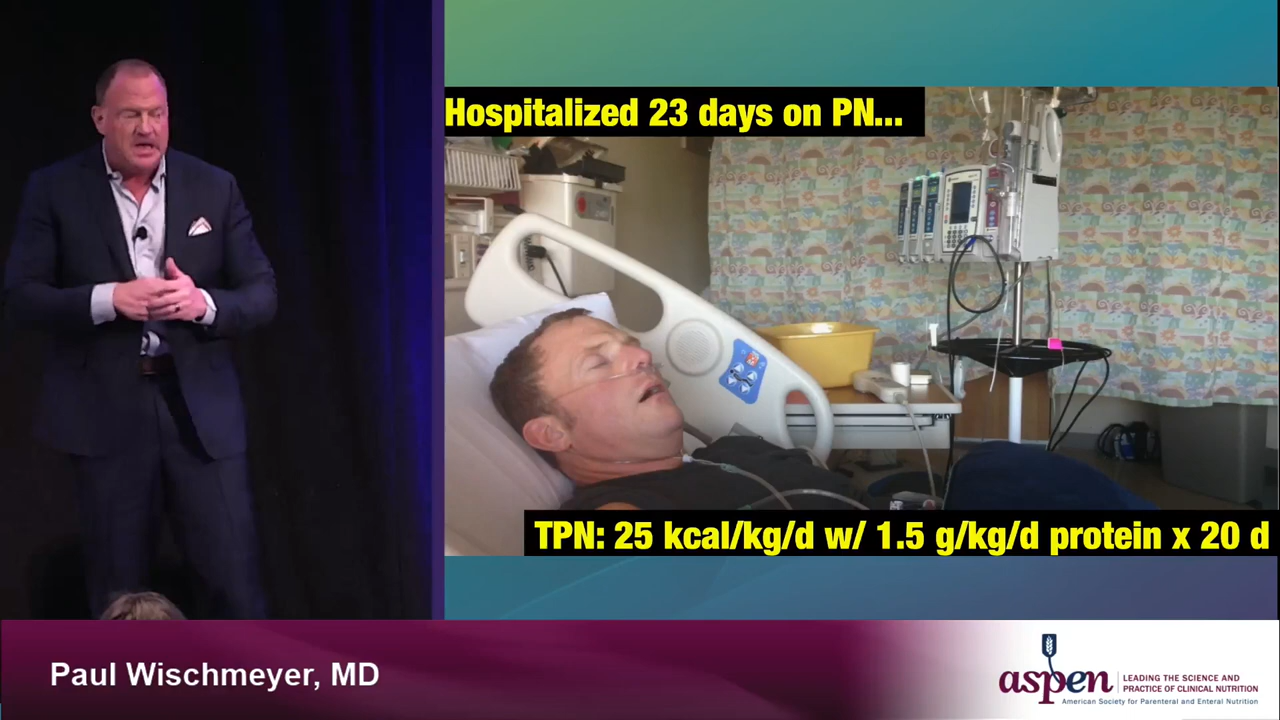 Hospitalized 23 days on PN...
TPN: 25 kcal/kg/d w/ 1.5 g/kg/d protein x 20 d
Paul Wischmeyer, MD
aspen
LEADING THE SCIENCE AND
PRACTICE OF CLINICAL NUTRITION
American Society for Parenteral and Enteral Nutrition